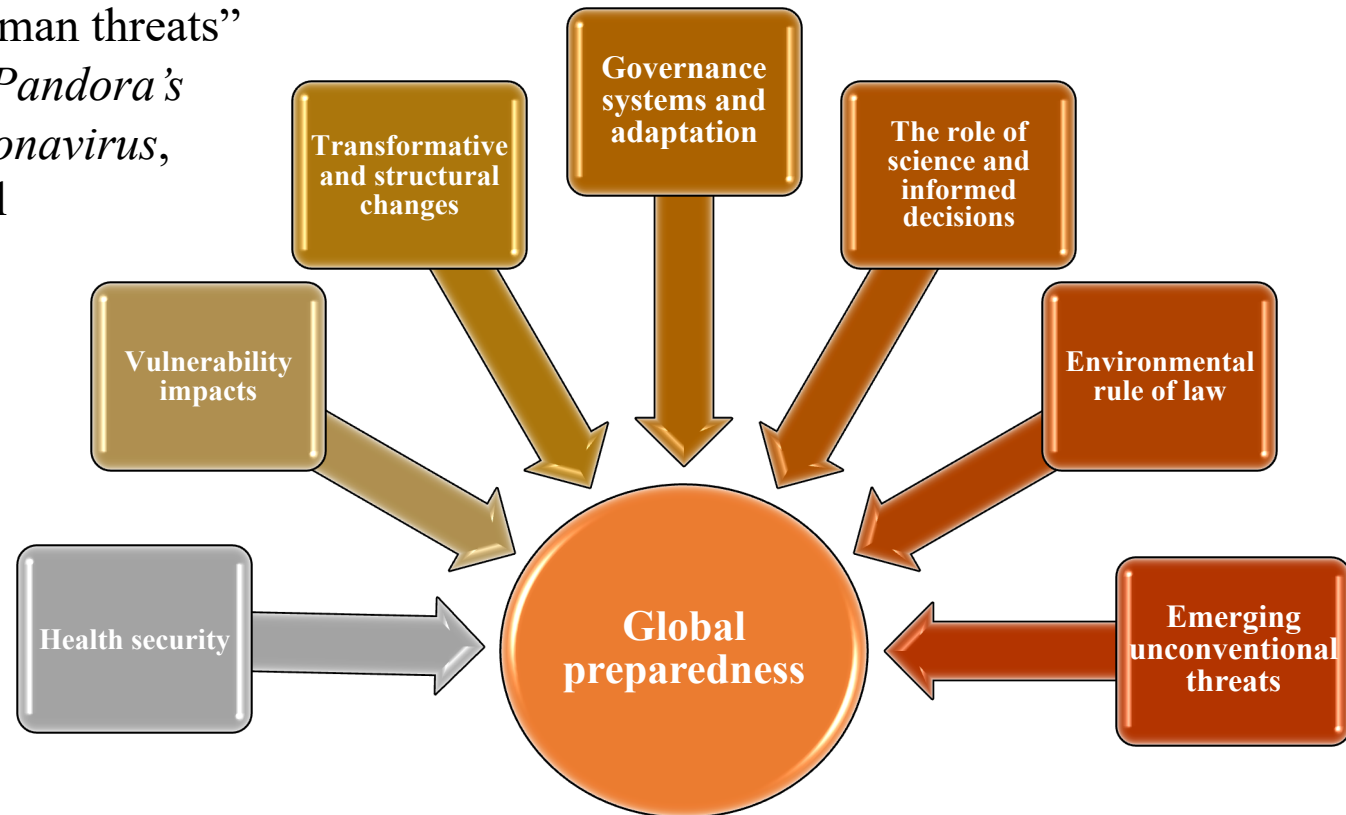 man threats”
Pandora’s
onavirus,
Governance
systems and
adaptation
Transformative
and structural
changes
The role of
science and
informed
decisions
Vulnerability
impacts
Environmental
rule of law
Health security
Global
preparedness
Emerging
unconventional
threats